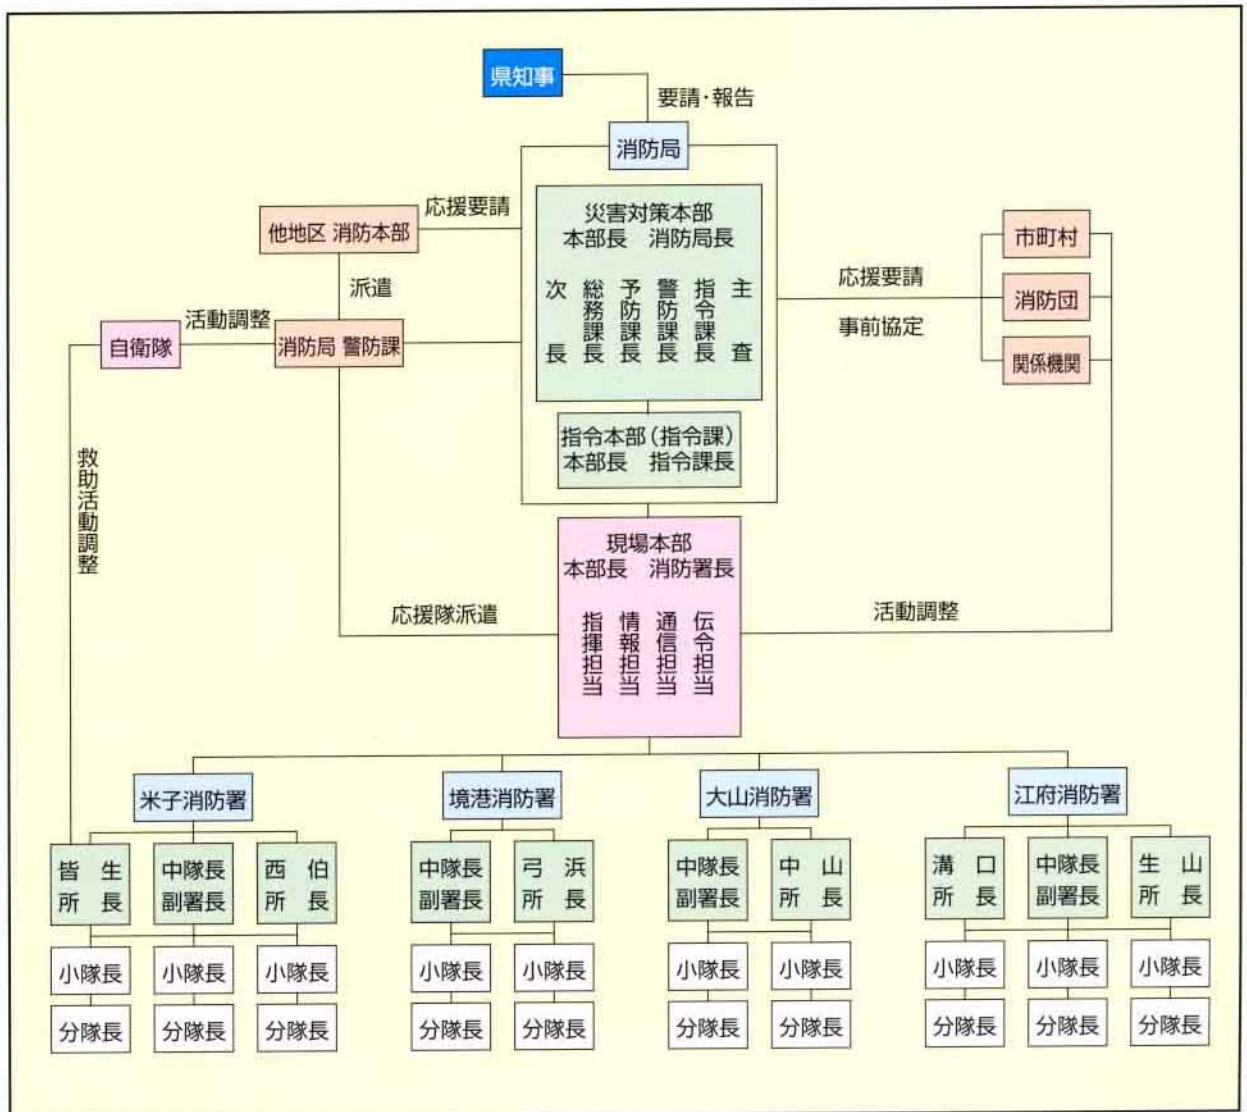 県知事
要請・報告
消防局
災害対策本部
本部長 消防局長
次長
総務課長
予防課長
警防課長
指令課長
主査
指令本部(指令課)
本部長 指令課長
応援要請
他地区 消防本部
派遣
活動調整
自衛隊
消防局 警防課
救助活動調整
応援要請
事前協定
市町村
消防団
関係機関
現場本部
本部長 消防署長
指揮担当
情報担当
通信担当
伝令担当
応援隊派遣
活動調整
米子消防署
境港消防署
大山消防署
江府消防署
皆生
所長
中隊長
副署長
西伯
所長
中隊長
副署長
弓浜
所長
中隊長
副署長
中山
所長
溝口
所長
中隊長
副署長
生山
所長
小隊長
小隊長
小隊長
小隊長
小隊長
小隊長
小隊長
小隊長
小隊長
小隊長
分隊長
分隊長
分隊長
分隊長
分隊長
分隊長
分隊長
分隊長
分隊長
分隊長